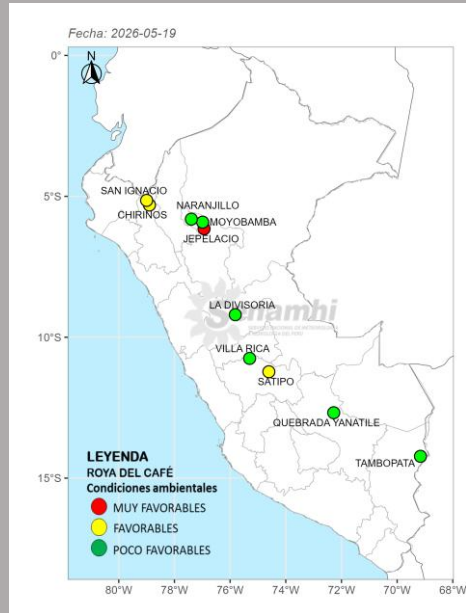 Fecha: 2026-05-19
N
0°
SAN IGNACIO
NARANJILLO
5°S
CHIRINOS
MOYOBAMBA
JEPELACIO
LA DIVISORIA
Senamhi
10°S
VILLA RICA
SATIPO
QUEBRADA YANATILE
TAMBOPATA
LEYENDA
ROYA DEL CAFÉ
15°S
Condiciones ambientales
MUY FAVORABLES
FAVORABLES
POCO FAVORABLES
80°W 78°W 76°W 74°W 72°W 70°W 68°W